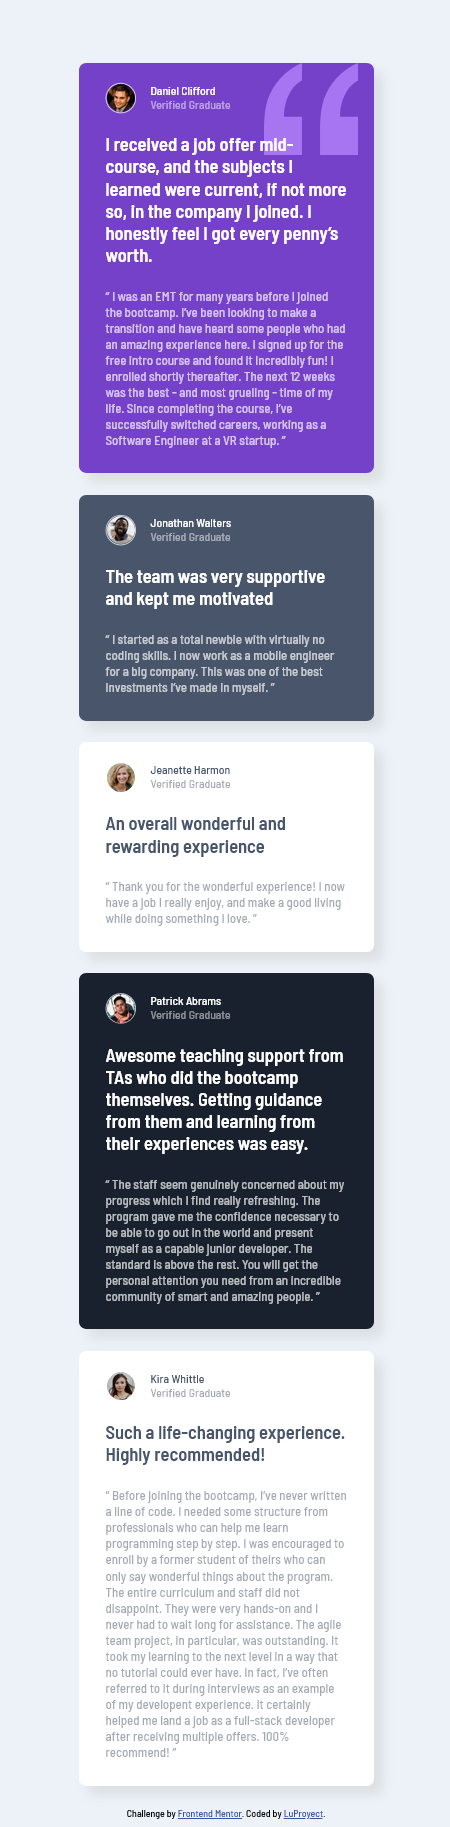 Daniel Clifford
Verified Graduate
I received a job offer mid-
course, and the subjects I
learned were current, if not more
so, in the company I joined. I
honestly feel I got every penny’s
worth.
“ I was an EMT for many years before I joined
the bootcamp. I’ve been looking to make a
transition and have heard some people who had
an amazing experience here. I signed up for the
free intro course and found it incredibly fun! I
enrolled shortly thereafter. The next 12 weeks
was the best - and most grueling - time of my
life. Since completing the course, I’ve
successfully switched careers, working as a
Software Engineer at a VR startup. ”
Jonathan Walters
Verified Graduate
The team was very supportive
and kept me motivated
“ I started as a total newbie with virtually no
coding skills. I now work as a mobile engineer
for a big company. This was one of the best
investments I’ve made in myself. ”
Jeanette Harmon
Verified Graduate
An overall wonderful and
rewarding experience
“ Thank you for the wonderful experience! I now
have a job I really enjoy, and make a good living
while doing something I love. ”
Patrick Abrams
Verified Graduate
Awesome teaching support from
TAs who did the bootcamp
themselves. Getting guidance
from them and learning from
their experiences was easy.
“ The staff seem genuinely concerned about my
progress which I find really refreshing. The
program gave me the confidence necessary to
be able to go out in the world and present
myself as a capable junior developer. The
standard is above the rest. You will get the
personal attention you need from an incredible
community of smart and amazing people. ”
Kira Whittle
Verified Graduate
Such a life-changing experience.
Highly recommended!
“ Before joining the bootcamp, I’ve never written
a line of code. I needed some structure from
professionals who can help me learn
programming step by step. I was encouraged to
enroll by a former student of theirs who can
only say wonderful things about the program.
The entire curriculum and staff did not
disappoint. They were very hands-on and I
never had to wait long for assistance. The agile
team project, in particular, was outstanding. It
took my learning to the next level in a way that
no tutorial could ever have. In fact, I’ve often
referred to it during interviews as an example
of my developent experience. It certainly
helped me land a job as a full-stack developer
after receiving multiple offers. 100%
recommend! ”
Challenge by Frontend Mentor. Coded by LuProyect.